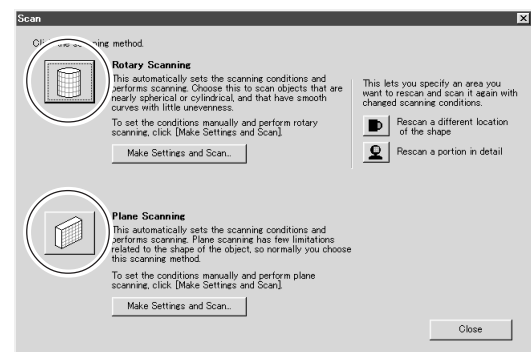 Scan
Click the scanning method.
Rotary Scanning
This automatically sets the scanning conditions and
performs scanning. Choose this to scan objects that are
nearly spherical or cylindrical, and that have smooth
curves with little unevenness.
To set the conditions manually and perform rotary
scanning, click [Make Settings and Scan].
Make Settings and Scan...
This lets you specify an area you
want to rescan and scan it again with
changed scanning conditions.
Rescan a different location
of the shape
Rescan a portion in detail
Plane Scanning
This automatically sets the scanning conditions and
performs scanning. Plane scanning has few limitations
related to the shape of the object, so normally you choose
this scanning method.
To set the conditions manually and perform plane
scanning, click [Make Settings and Scan].
Make Settings and Scan...
Close